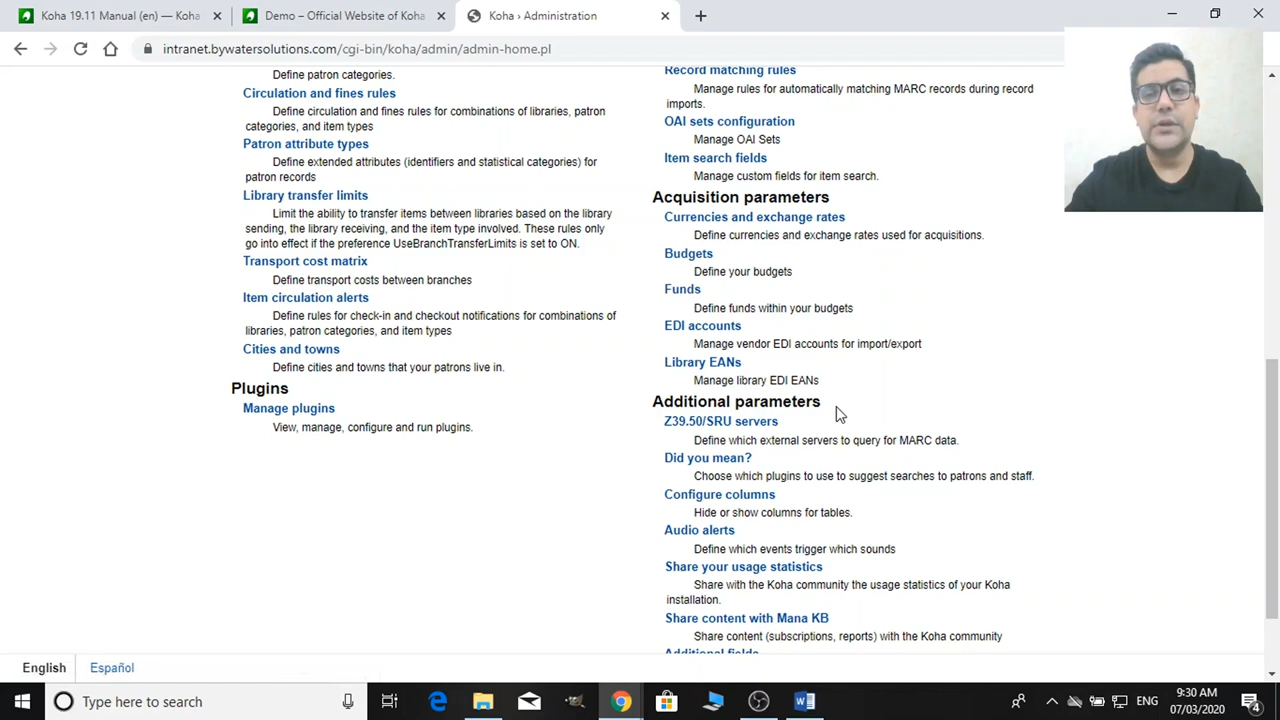 Koha 19.11 Manual (en) — Koha
Demo – Official Website of Koha
Koha › Administration
intranet.bywatersolutions.com/cgi-bin/koha/admin/admin-home.pl
Define patron categories.
Circulation and fines rules
Define circulation and fines rules for combinations of libraries, patron
categories, and item types
Patron attribute types
Define extended attributes (identifiers and statistical categories) for
patron records
Library transfer limits
Limit the ability to transfer items between libraries based on the library
sending, the library receiving, and the item type involved. These rules only
go into effect if the preference UseBranchTransferLimits is set to ON.
Transport cost matrix
Define transport costs between branches
Item circulation alerts
Define rules for check-in and checkout notifications for combinations of
libraries, patron categories, and item types
Cities and towns
Define cities and towns that your patrons live in.
Plugins
Manage plugins
View, manage, configure and run plugins.
Record matching rules
Manage rules for automatically matching MARC records during record
imports.
OAI sets configuration
Manage OAI Sets
Item search fields
Manage custom fields for item search.
Acquisition parameters
Currencies and exchange rates
Define currencies and exchange rates used for acquisitions.
Budgets
Define your budgets
Funds
Define funds within your budgets
EDI accounts
Manage vendor EDI accounts for import/export
Library EANs
Manage library EDI EANs
Additional parameters
Z39.50/SRU servers
Define which external servers to query for MARC data.
Did you mean?
Choose which plugins to use to suggest searches to patrons and staff.
Configure columns
Hide or show columns for tables.
Audio alerts
Define which events trigger which sounds
Share your usage statistics
Share with the Koha community the usage statistics of your Koha
installation.
Share content with Mana KB
Share content (subscriptions, reports) with the Koha community
Additional fields
English
Español
Type here to search
ENG
9:30 AM
07/03/2020
4